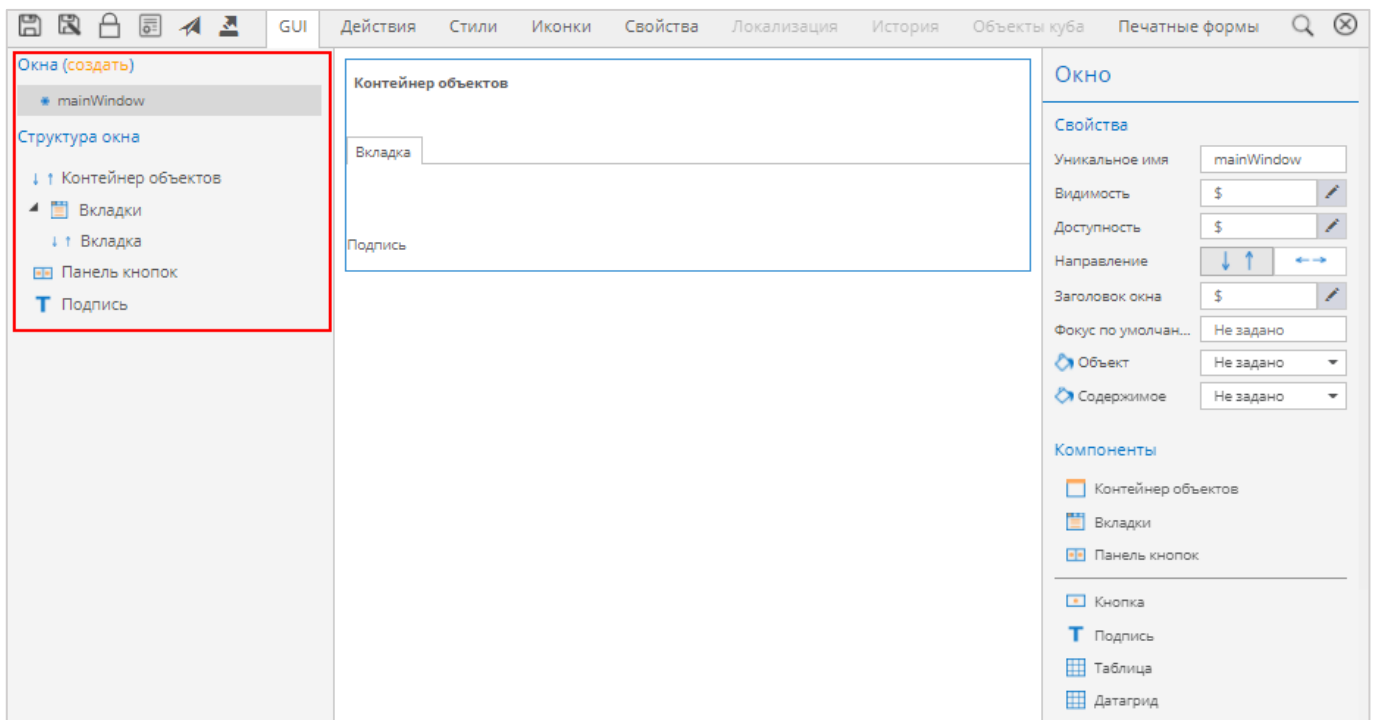 GUI Действия Стили Иконки Свойства Локализация История Объекты куба Печатные формы
Окна (создать)
mainWindow
Структура окна
Контейнер объектов
Вкладки
Вкладка
Панель кнопок
Подпись
Контейнер объектов
Вкладка
Подпись
Окно
Свойства
Уникальное имя mainWindow
Видимость $
Доступность $
Направление
Заголовок окна $
Фокус по умолчан... Не задано
Объект Не задано
Содержимое Не задано
Компоненты
Контейнер объектов
Вкладки
Панель кнопок
Кнопка
Подпись
Таблица
Датагрид